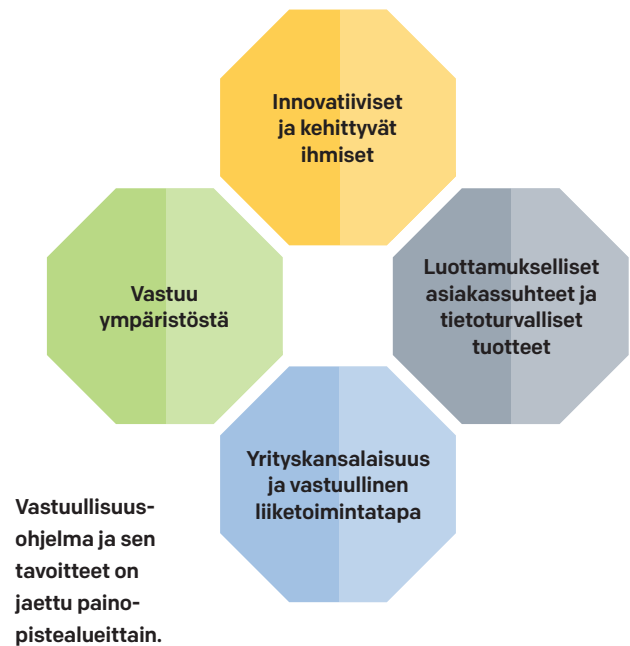 Innovatiiviset
ja kehittyvät
ihmiset
Vastuu
ympäristöstä
Luottamukselliset
asiakassuhteet ja
tietoturvalliset
tuotteet
Yrityskansalaisuus
ja vastuullinen
liiketoimintatapa
Vastuullisuus-
ohjelma ja sen
tavoitteet on
jaettu paino-
pistealueittain.